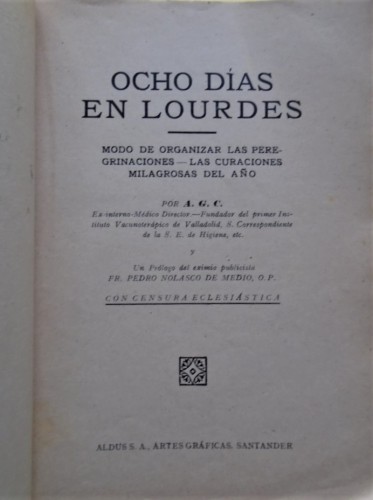 OCHO DÍAS
EN LOURDES
MODO DE ORGANIZAR LAS PERE-
GRINACIONES — LAS CURACIONES
MILAGROSAS DEL AÑO
POR A. G. C.
Ex-interno-Médico Director.—Fundador del primer Ins-
tituto Vacunoterápico de Valladolid, S. Correspondiente
de la S. E. de Higiene, etc.
y
Un Prólogo del eximio publicista
FR. PEDRO NOLASCO DE MEDIO, O. P.
CON CENSURA ECLESIÁSTICA
ALDUS S. A., ARTES GRÁFICAS. SANTANDER